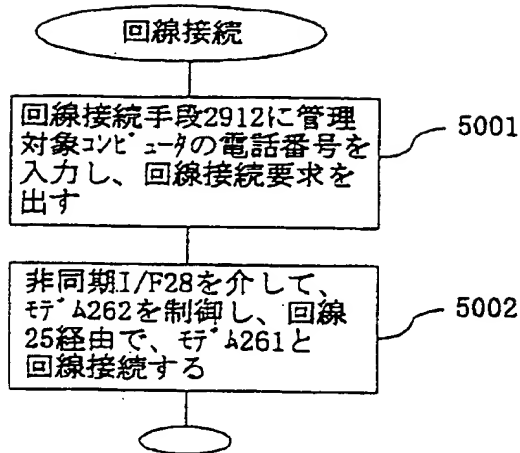 回線接続
回線接続手段2912に管理
対象ｺﾝﾋﾟｭｰﾀの電話番号を
入力し、回線接続要求を
出す
5001
非同期I/F28を介して、
ﾓﾃﾞﾑ262を制御し、回線
25経由で、ﾓﾃﾞﾑ261と
回線接続する
5002